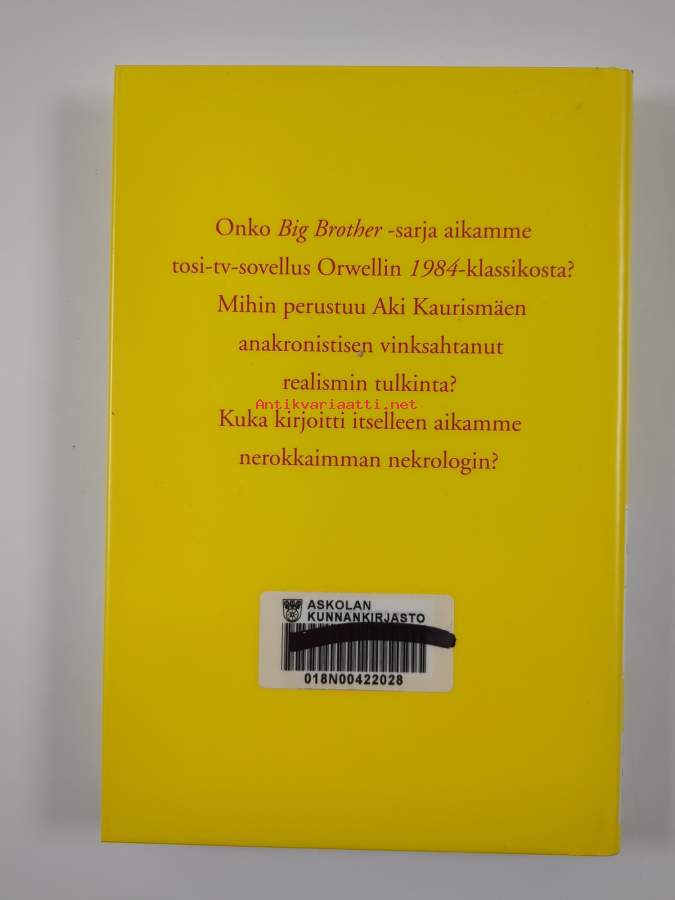 Onko Big Brother -sarja aikamme
tosi-tv-sovellus Orwellin 1984-klassikosta?
Mihin perustuu Aki Kaurismäen
anakronistisen vinksahtanut
realismin tulkinta?
Antikvariaatti.net
Kuka kirjoitti itselleen aikamme
nerokkaimman nekrologin?
ASKOLAN
KUNNANKIRJASTO
018N00422028